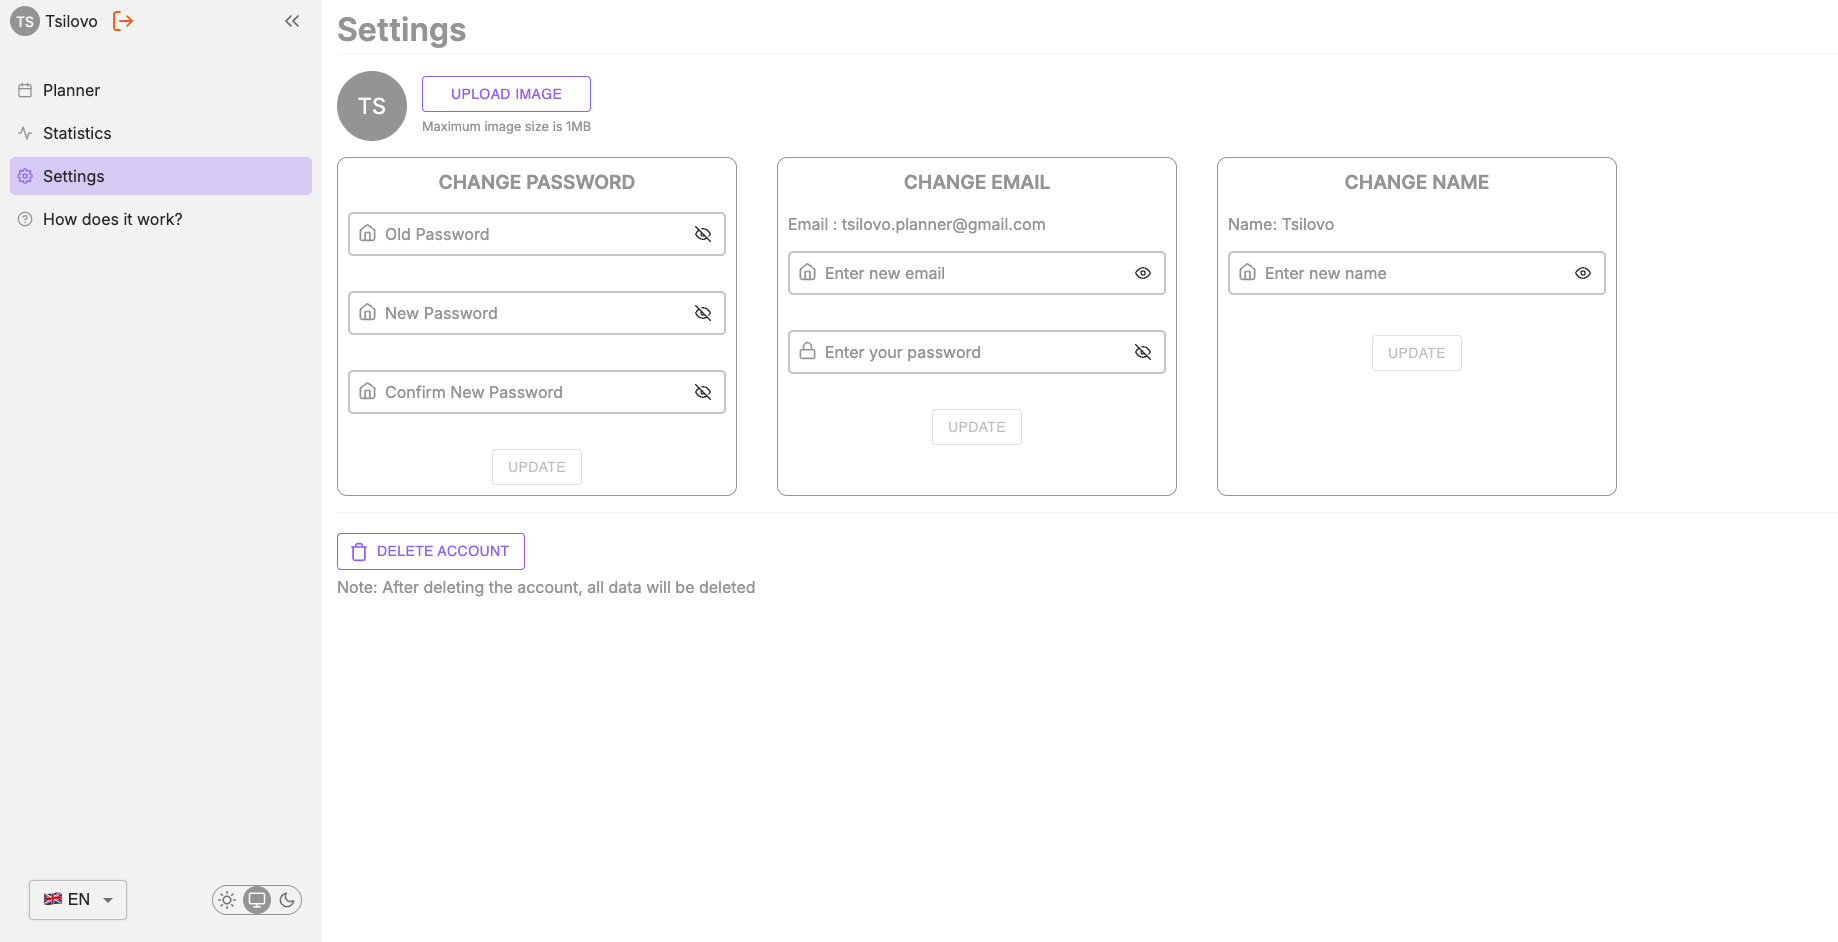 TS Tsilovo
Planner
Statistics
Settings
How does it work?
EN
Settings
TS
UPLOAD IMAGE
Maximum image size is 1MB
CHANGE PASSWORD
Old Password
New Password
Confirm New Password
UPDATE
CHANGE EMAIL
Email : tsilovo.planner@gmail.com
Enter new email
Enter your password
UPDATE
CHANGE NAME
Name: Tsilovo
Enter new name
UPDATE
DELETE ACCOUNT
Note: After deleting the account, all data will be deleted